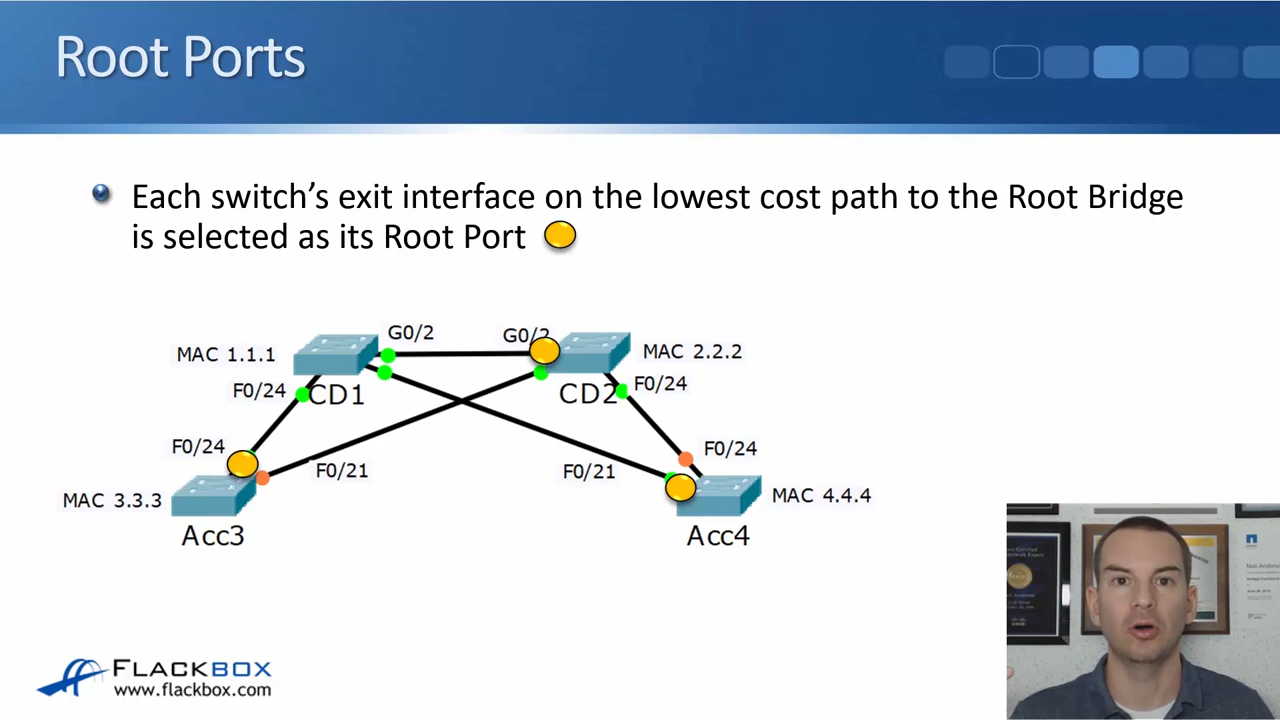 Root Ports
Each switch's exit interface on the lowest cost path to the Root Bridge
is selected as its Root Port
G0/2
G0/2
MAC 1.1.1
MAC 2.2.2
F0/24
CD1
CD2
F0/24
F0/24
F0/21
F0/21
F0/24
MAC 3.3.3
MAC 4.4.4
Acc3
Acc4
FLACKBOX
www.flackbox.com